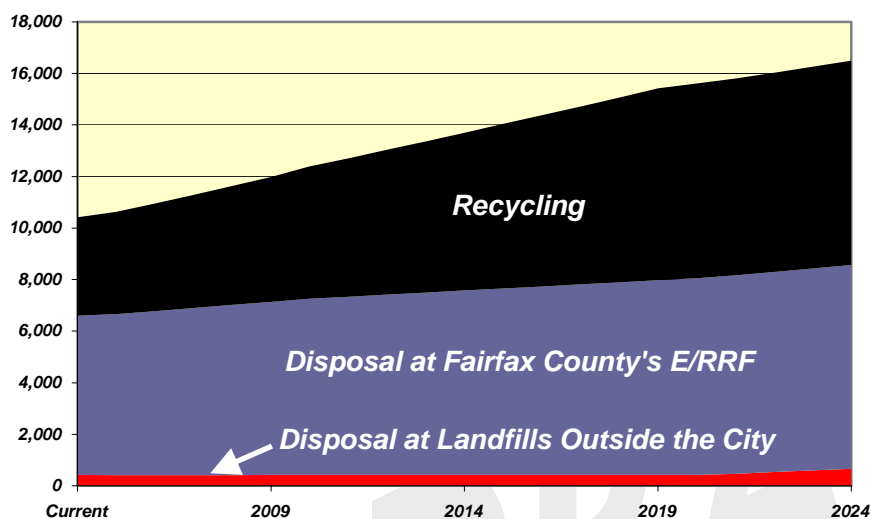 18,000
16,000
14,000
12,000
10,000
8,000
6,000
4,000
2,000
0
Recycling
Disposal at Fairfax County's E/RRF
Disposal at Landfills Outside the City
Current 2009 2014 2019 2024